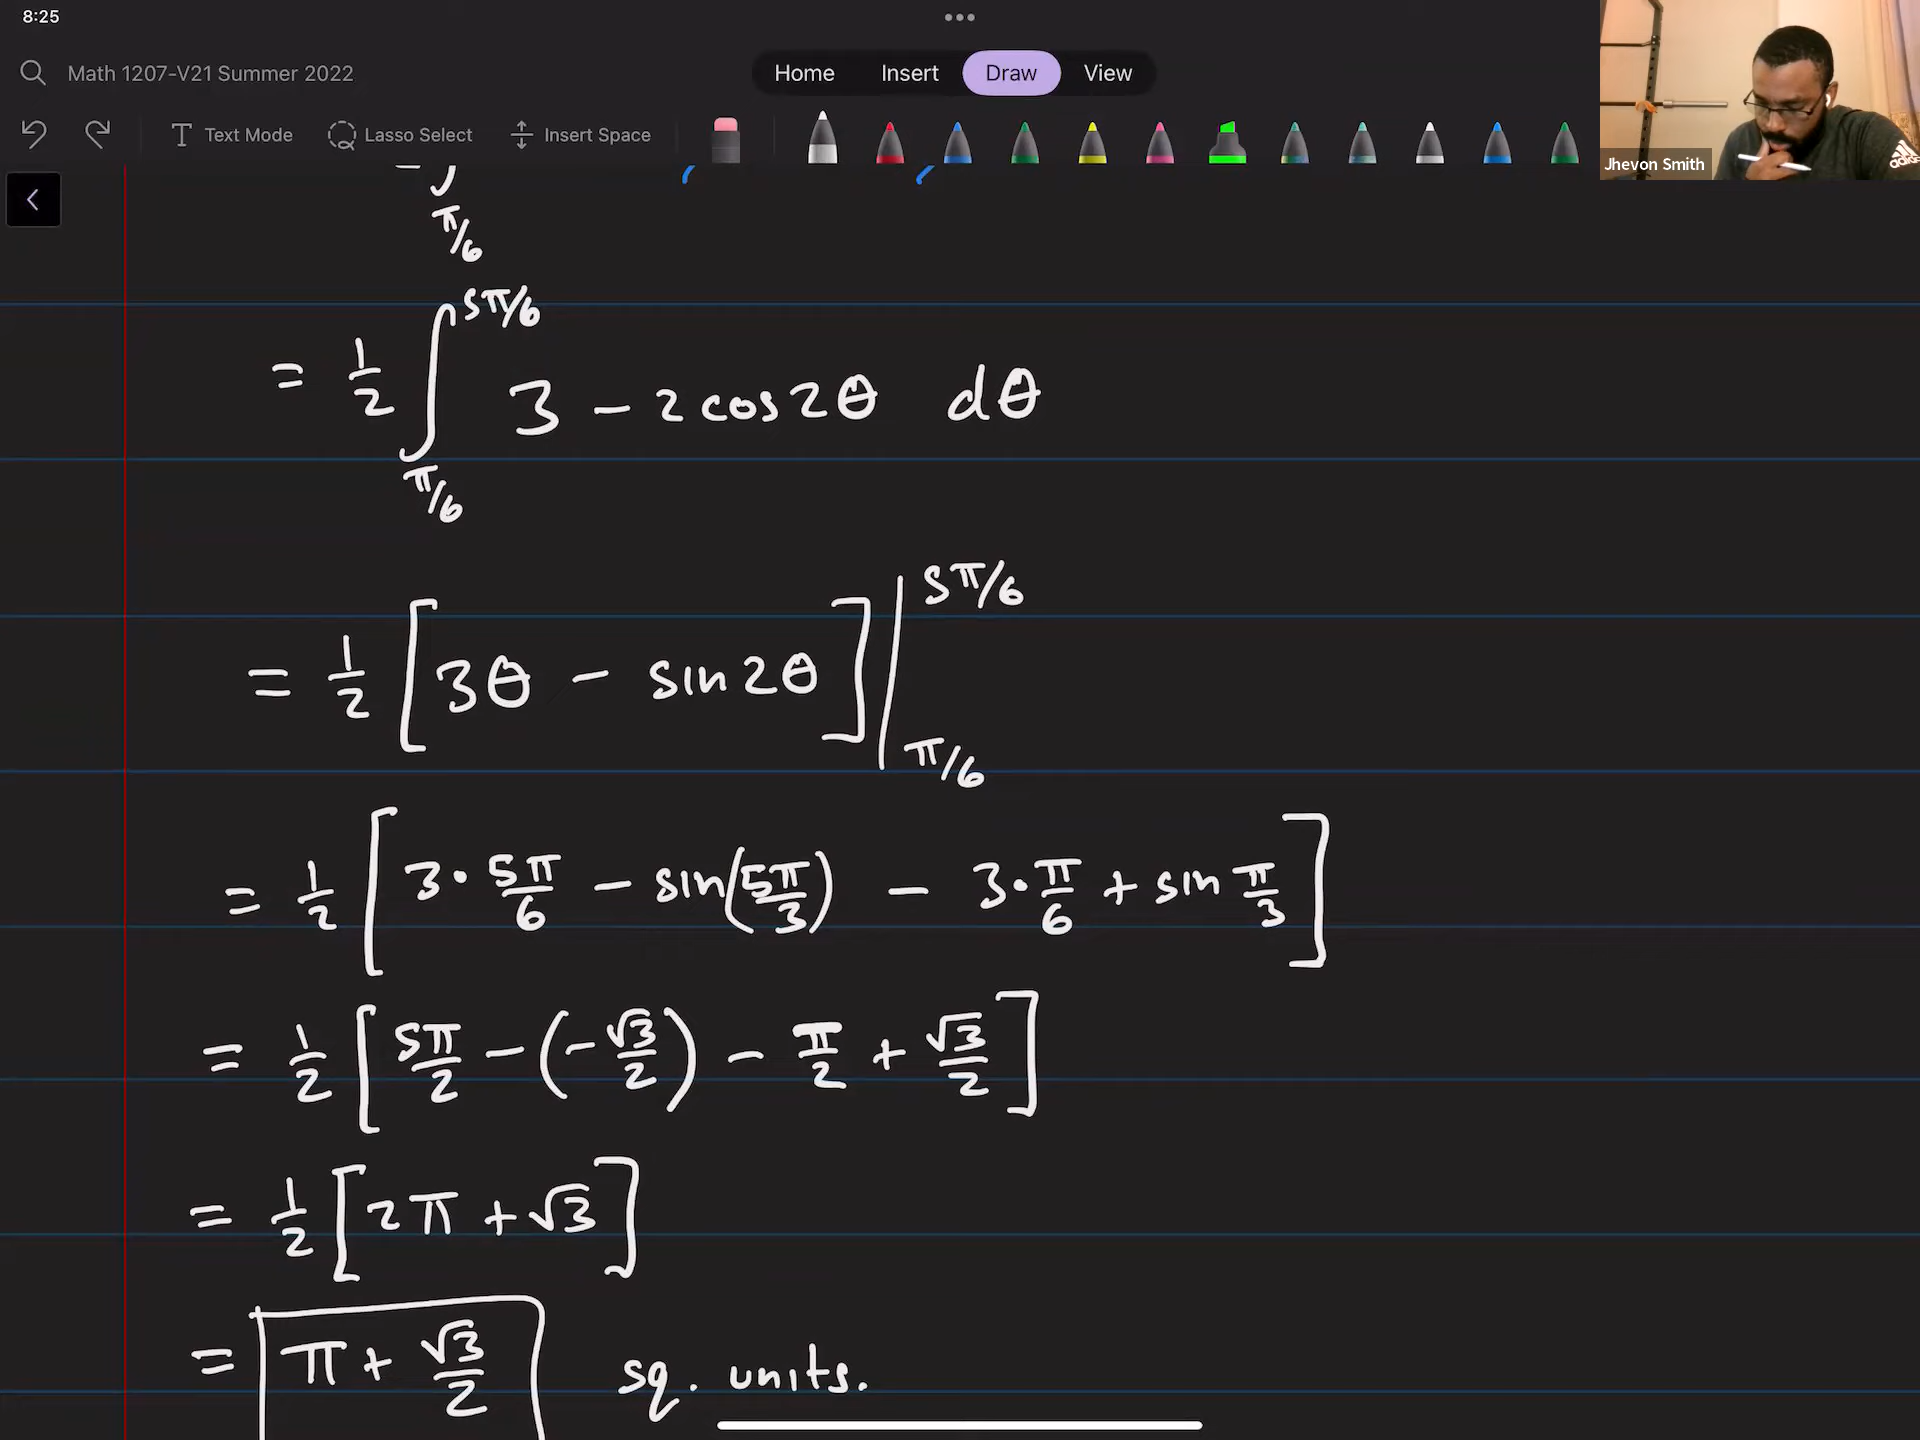 8:25
Math 1207-V21 Summer 2022
Home Insert Draw View
Text Mode Lasso Select Insert Space
Jhevon Smith
adidas
π/6
= 1/2 ∫_{π/6}^{5π/6} 3 - 2cos2θ dθ
= 1/2 [3θ - sin2θ] |_{π/6}^{5π/6}
= 1/2 [3·5π/6 - sin(5π/3) - 3·π/6 + sin π/3]
= 1/2 [5π/2 - (-√3/2) - π/2 + √3/2]
= 1/2 [2π + √3]
= π + √3/2 sq. units.